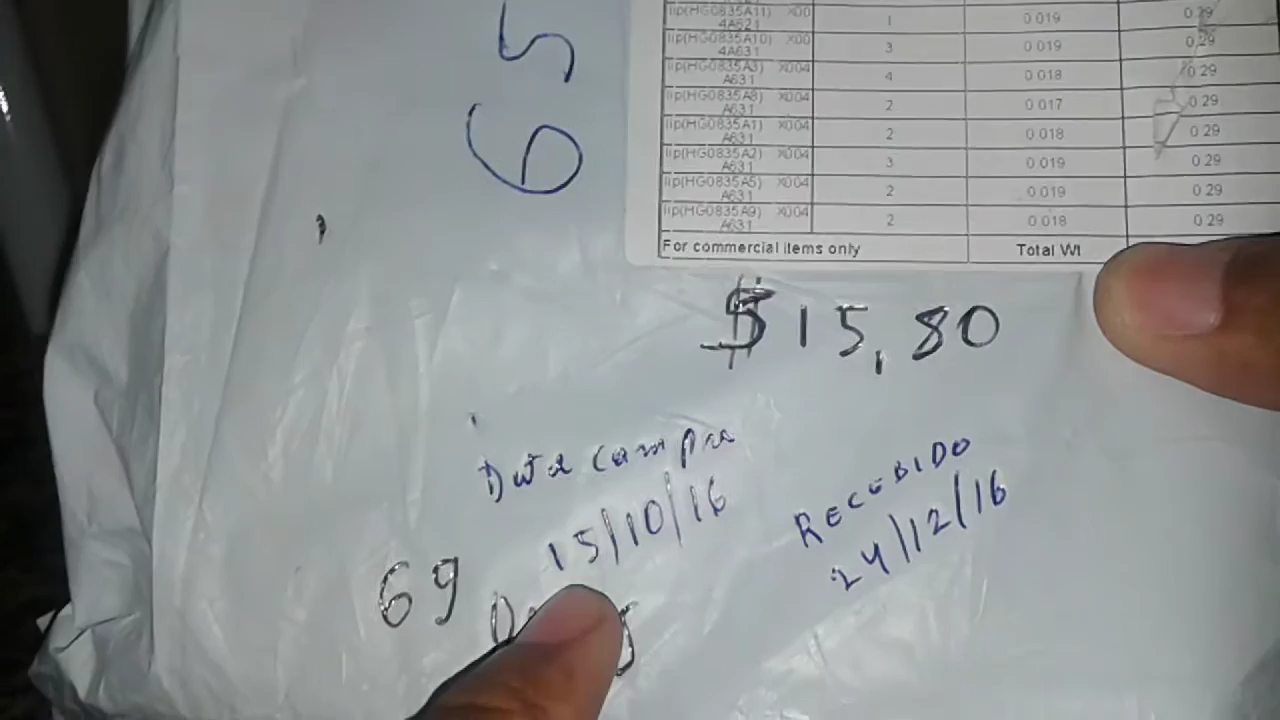 65
lip(HG0835A11) X00
4A621 1 0.019 0.29
lip(HG0835A10) X00
4A631 3 0.019 0.29
lip(HG0835A3) X004
A631 4 0.018 0.29
lip(HG0835A8) X004
A631 2 0.017 0.29
lip(HG0835A1) X004
A631 2 0.018 0.29
lip(HG0835A2) X004
A631 3 0.019 0.29
lip(HG0835A5) X004
A631 2 0.019 0.29
lip(HG0835A9) X004
A631 2 0.018 0.29
For commercial items only Total Wt
$15,80
Data compra
15/10/16
RECEBIDO
24/12/16
69